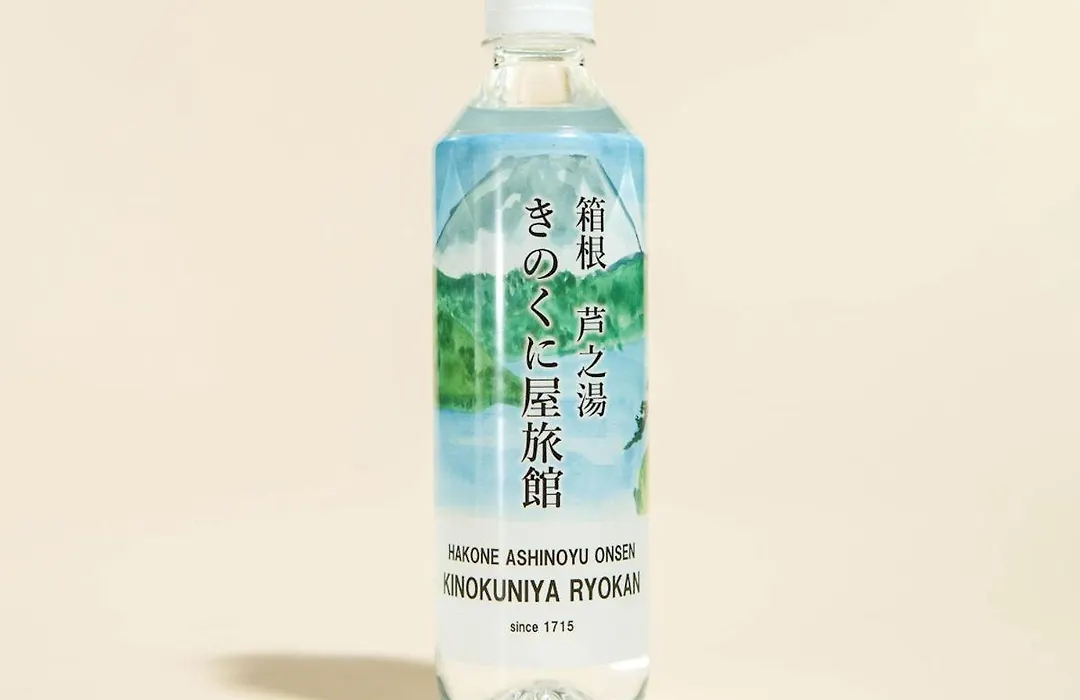 箱根 芦之湯
きのくに屋旅館
HAKONE ASHINOYU ONSEN
KINOKUNIYA RYOKAN
since 1715